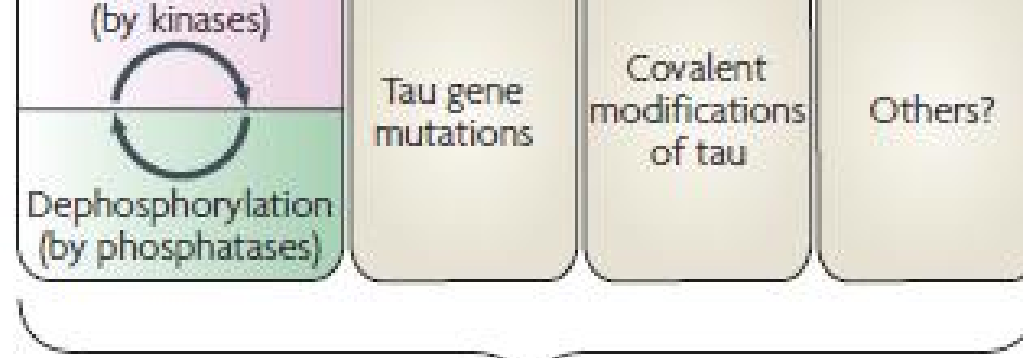 (by kinases)
Dephosphorylation
(by phosphatases)
Tau gene
mutations
Covalent
modifications
of tau
Others?